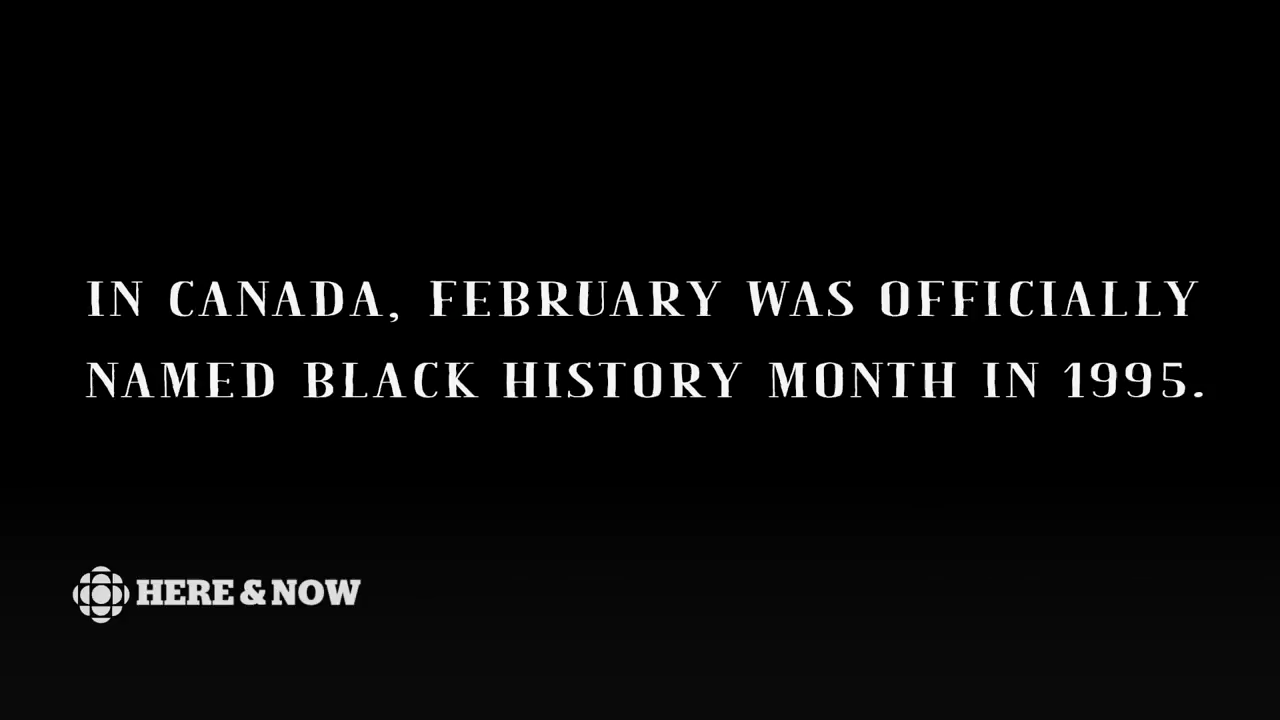 IN CANADA, FEBRUARY WAS OFFICIALLY
NAMED BLACK HISTORY MONTH IN 1995.
HERE & NOW